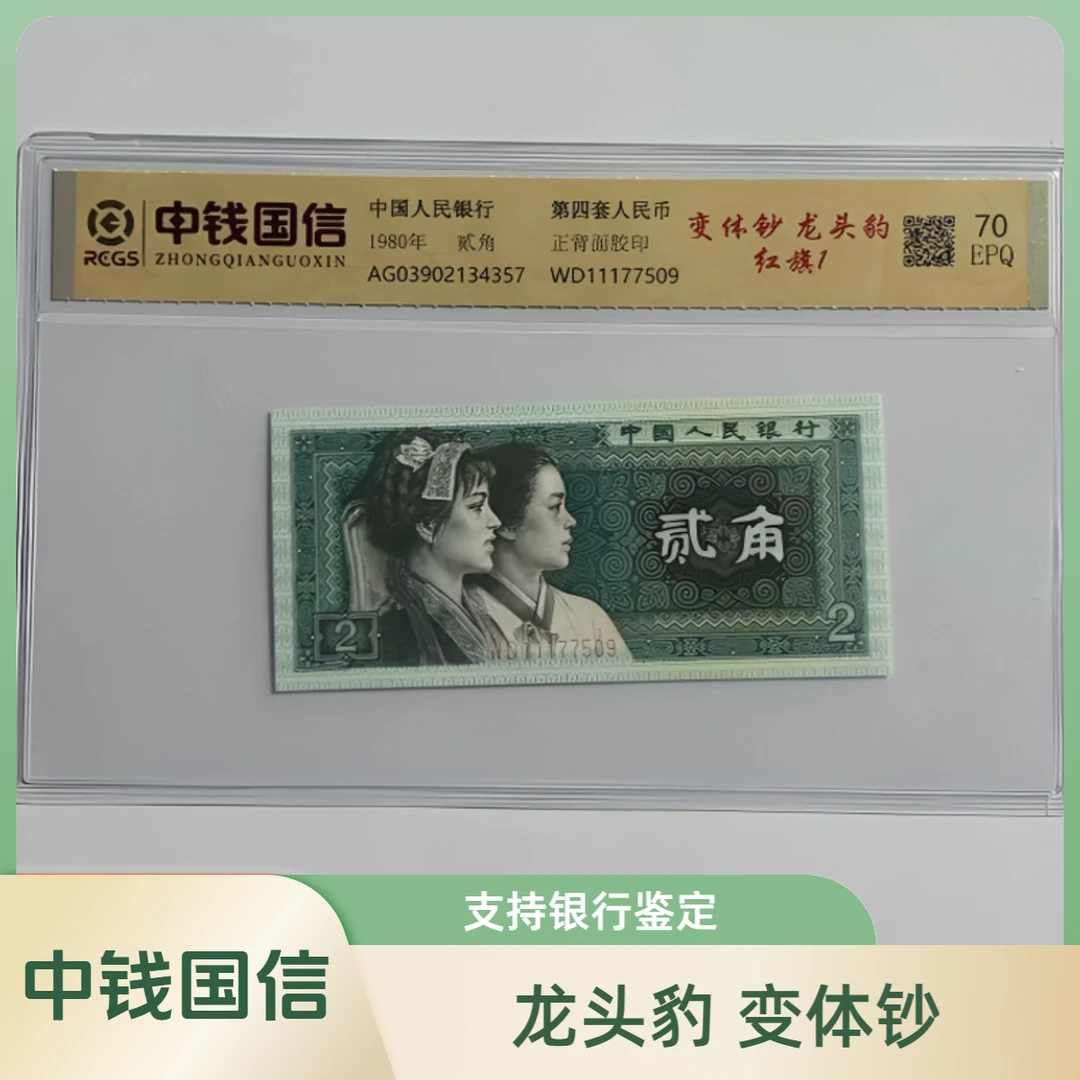 中钱国信
RCGS
ZHONGQIANGUOXIN
中国人民银行
1980年 贰角
AG03902134357
第四套人民币
正背面胶印
WD11177509
变体钞 龙头豹
红旗1
70
EPQ
中国人民银行
贰角
2
2
WD11177509
支持银行鉴定
中钱国信
龙头豹 变体钞